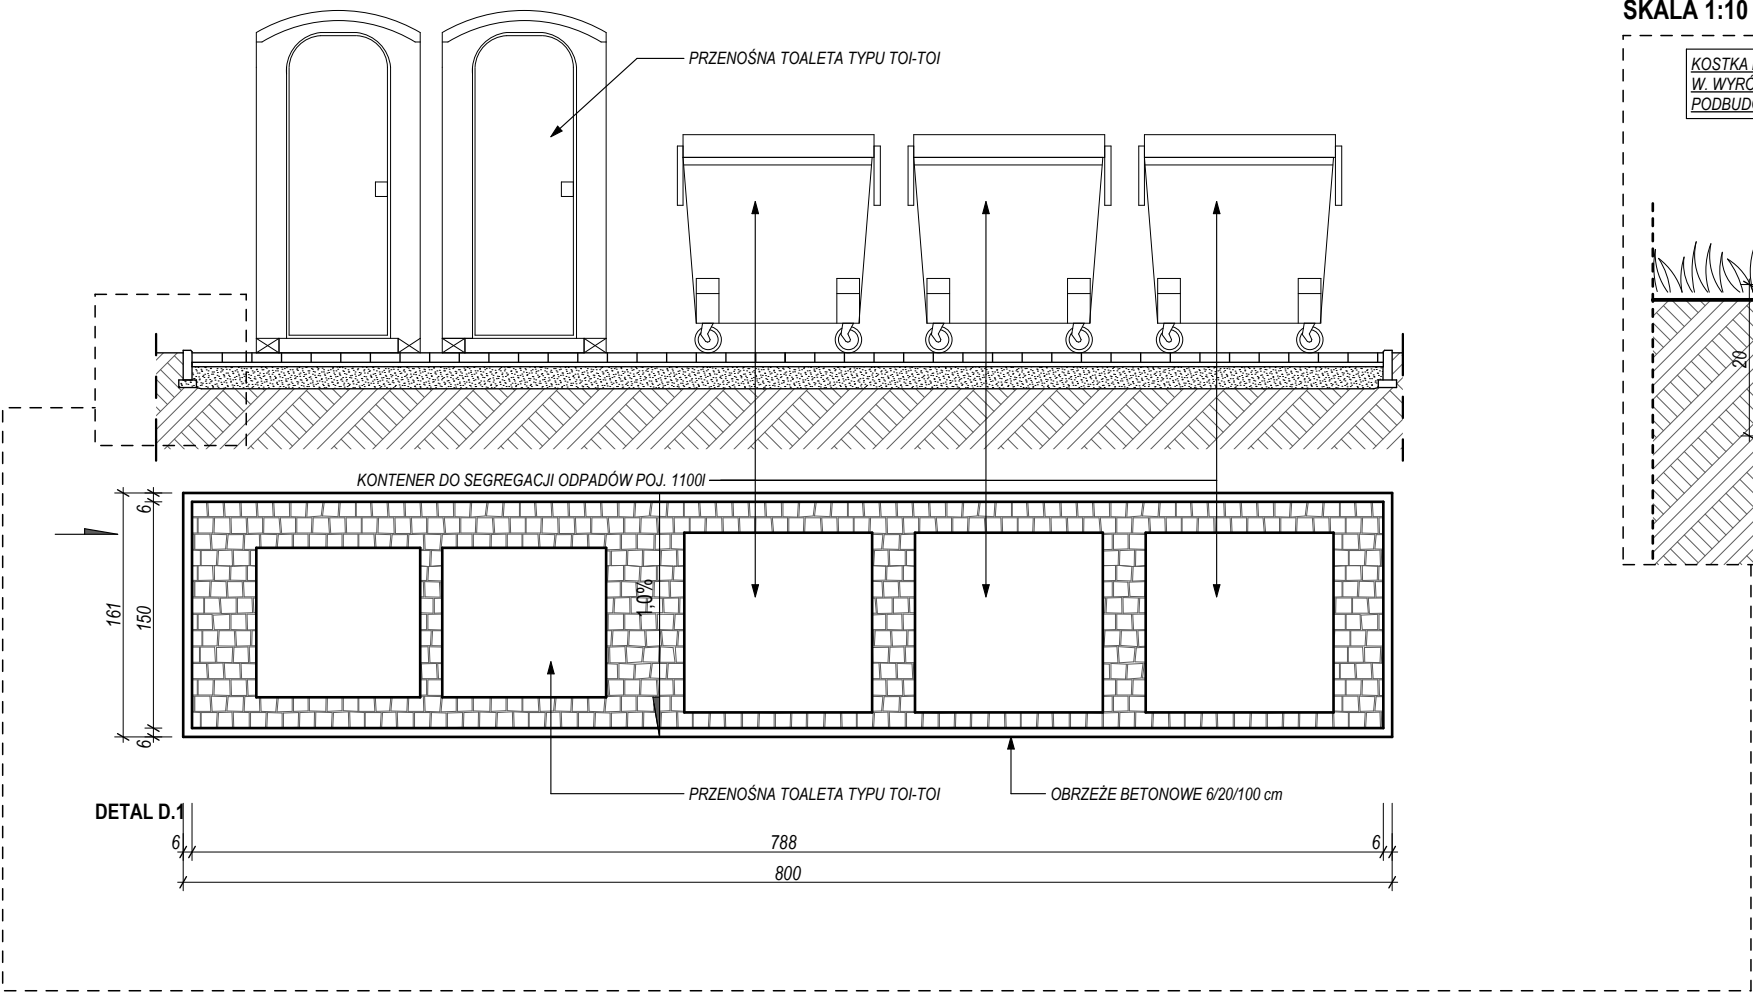 SKALA 1:10
PRZENOŚNA TOALETA TYPU TOI-TOI
KOSTKA
PODBUD
20
KONTENER DO SEGREGACJI ODPADÓW POJ. 1100l
6
161
150
6
1,0%
PRZENOŚNA TOALETA TYPU TOI-TOI
OBRZEŻE BETONOWE 6/20/100 cm
DETAL D.1
6
788
6
800